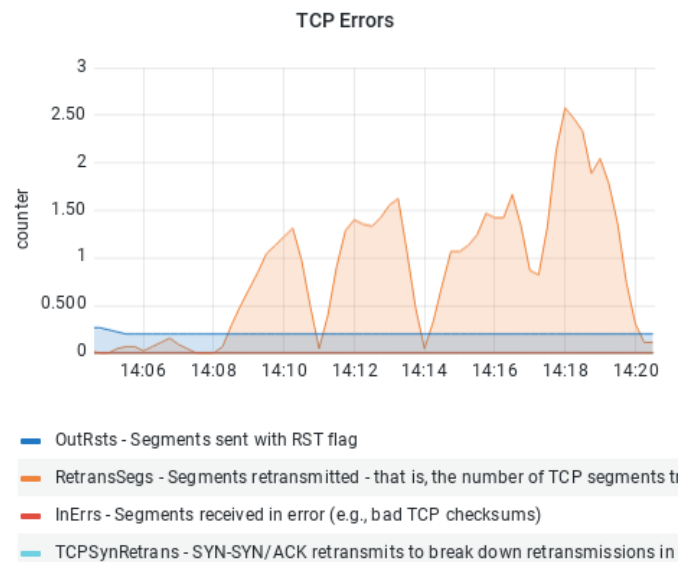 TCP Errors
3
2.50
2
1.50
1
0.500
0
counter
14:06 14:08 14:10 14:12 14:14 14:16 14:18 14:20
OutRsts - Segments sent with RST flag
RetransSegs - Segments retransmitted - that is, the number of TCP segments
InErrs - Segments received in error (e.g., bad TCP checksums)
TCPSynRetrans - SYN-SYN/ACK retransmits to break down retransmissions in